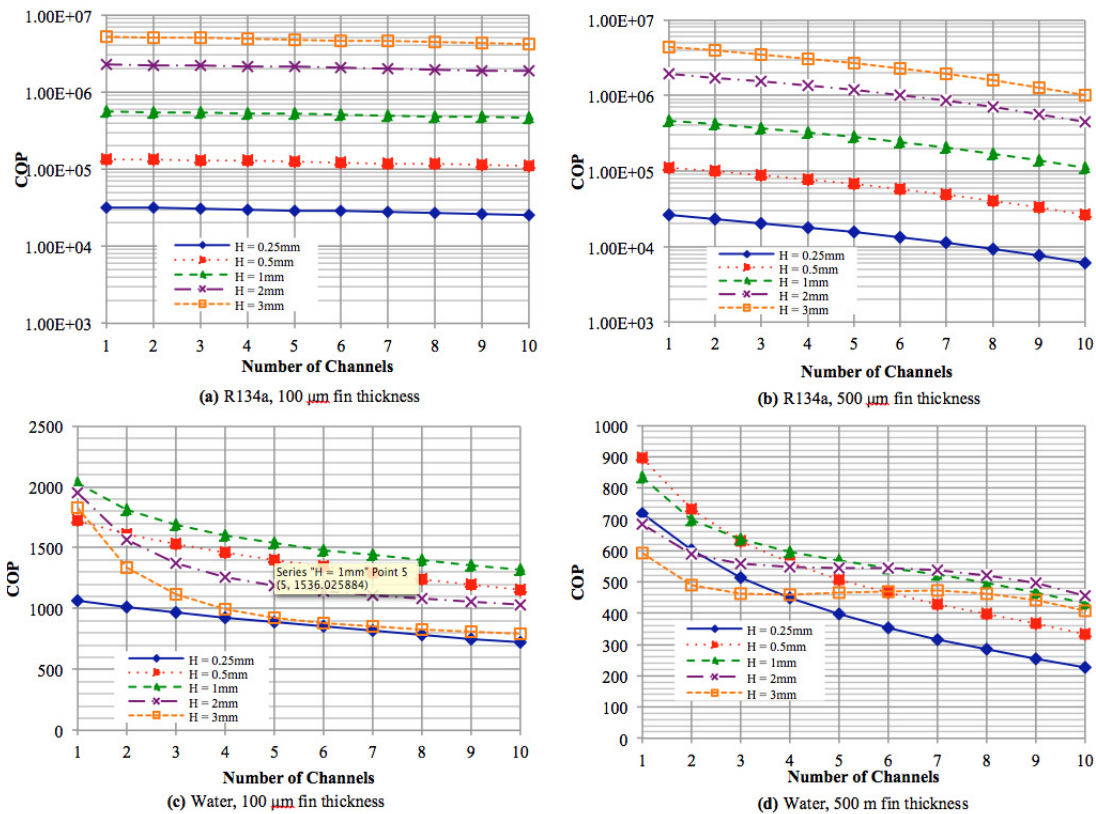 1.00E+07
1.00E+06
1.00E+05
1.00E+04
1.00E+03
COP
H = 0.25mm
H = 0.5mm
H = 1mm
H = 2mm
H = 3mm
1 2 3 4 5 6 7 8 9 10
Number of Channels
(a) R134a, 100 µm fin thickness
1.00E+07
1.00E+06
1.00E+05
1.00E+04
1.00E+03
COP
H = 0.25mm
H = 0.5mm
H = 1mm
H = 2mm
H = 3mm
1 2 3 4 5 6 7 8 9 10
Number of Channels
(b) R134a, 500 µm fin thickness
2500
2000
1500
1000
500
0
COP
Series "H = 1mm" Point 5
(5, 1536.025884)
H = 0.25mm
H = 0.5mm
H = 1mm
H = 2mm
H = 3mm
1 2 3 4 5 6 7 8 9 10
Number of Channels
(c) Water, 100 µm fin thickness
1000
900
800
700
600
500
400
300
200
100
0
COP
H = 0.25mm
H = 0.5mm
H = 1mm
H = 2mm
H = 3mm
1 2 3 4 5 6 7 8 9 10
Number of Channels
(d) Water, 500 m fin thickness